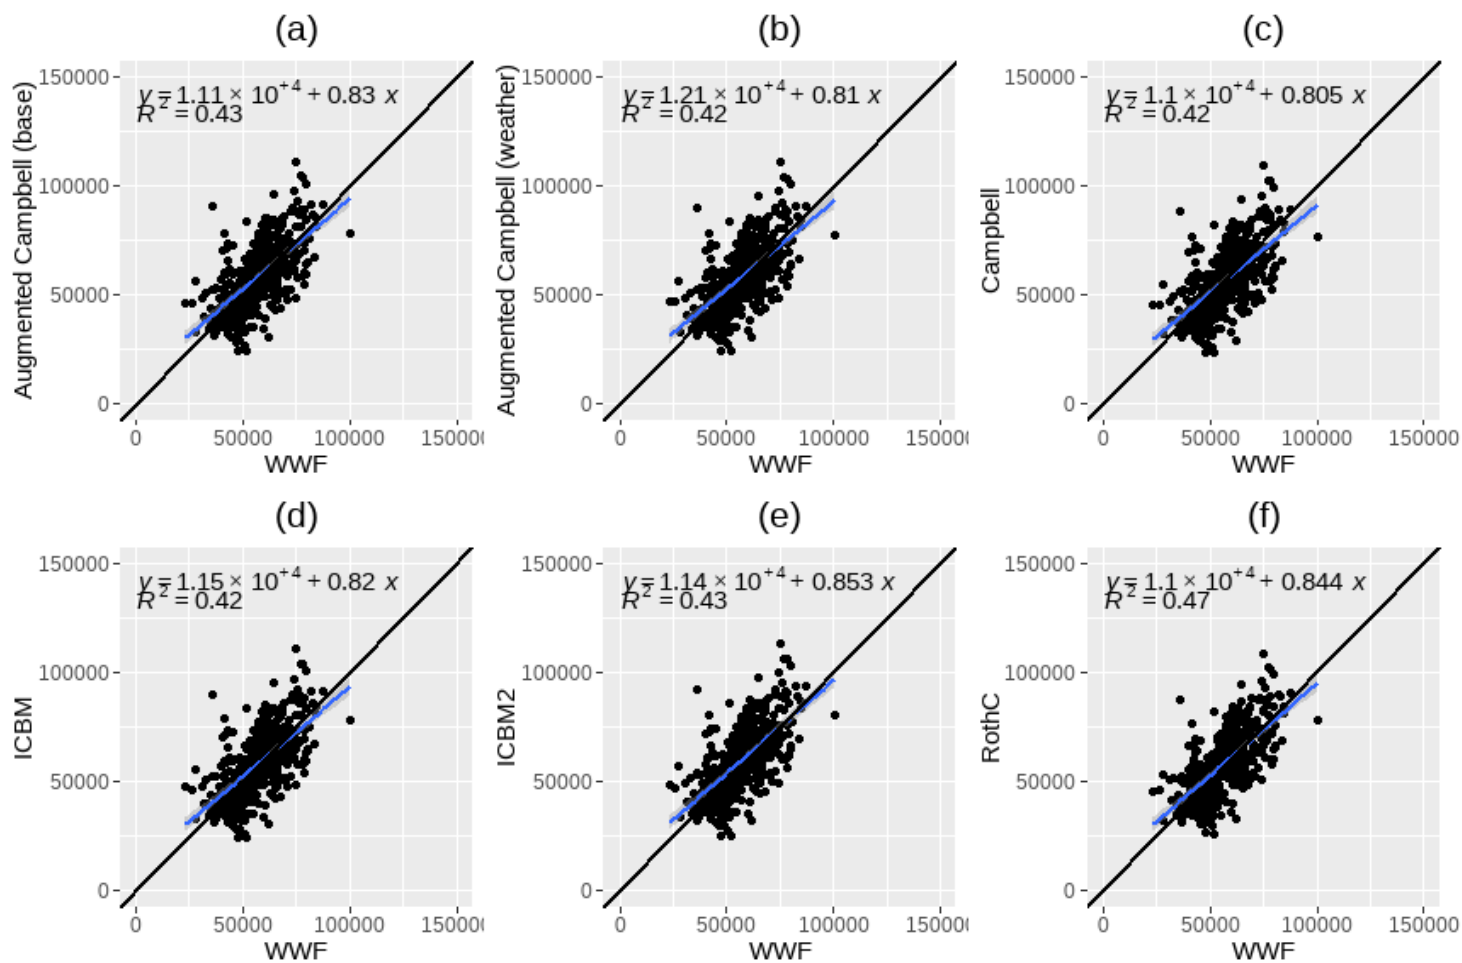 (a)
Augmented Campbell (base)
150000
100000
50000
0
y = 1.11 × 10^+4 + 0.83 x
R² = 0.43
0 50000 100000 150000
WWF
(b)
Augmented Campbell (weather)
150000
100000
50000
0
y = 1.21 × 10^+4 + 0.81 x
R² = 0.42
0 50000 100000 150000
WWF
(c)
Campbell
150000
100000
50000
0
y = 1.1 × 10^+4 + 0.805 x
R² = 0.42
0 50000 100000 150000
WWF
(d)
ICBM
150000
100000
50000
0
y = 1.15 × 10^+4 + 0.82 x
R² = 0.42
0 50000 100000 150000
WWF
(e)
ICBM2
150000
100000
50000
0
y = 1.14 × 10^+4 + 0.853 x
R² = 0.43
0 50000 100000 150000
WWF
(f)
RothC
150000
100000
50000
0
y = 1.1 × 10^+4 + 0.844 x
R² = 0.47
0 50000 100000 150000
WWF